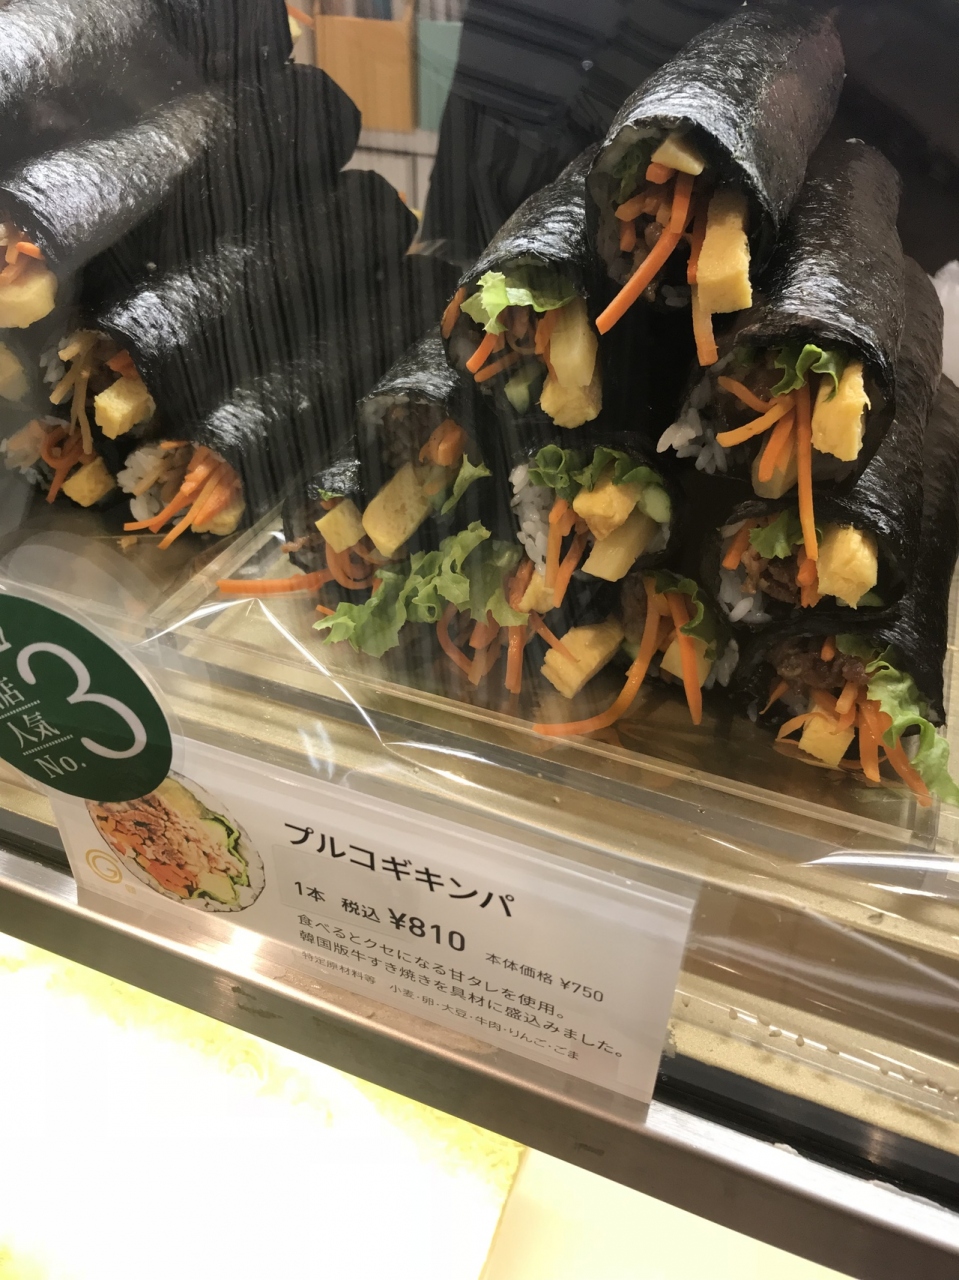 店
人気
No.
3
プルコギキンパ
1本 税込 ¥810 本体価格 ¥750
食べるとクセになる甘タレを使用。
韓国版牛すき焼きを具材に盛込みました。
特定原材料等 小麦・卵・大豆・牛肉・りんご・ごま